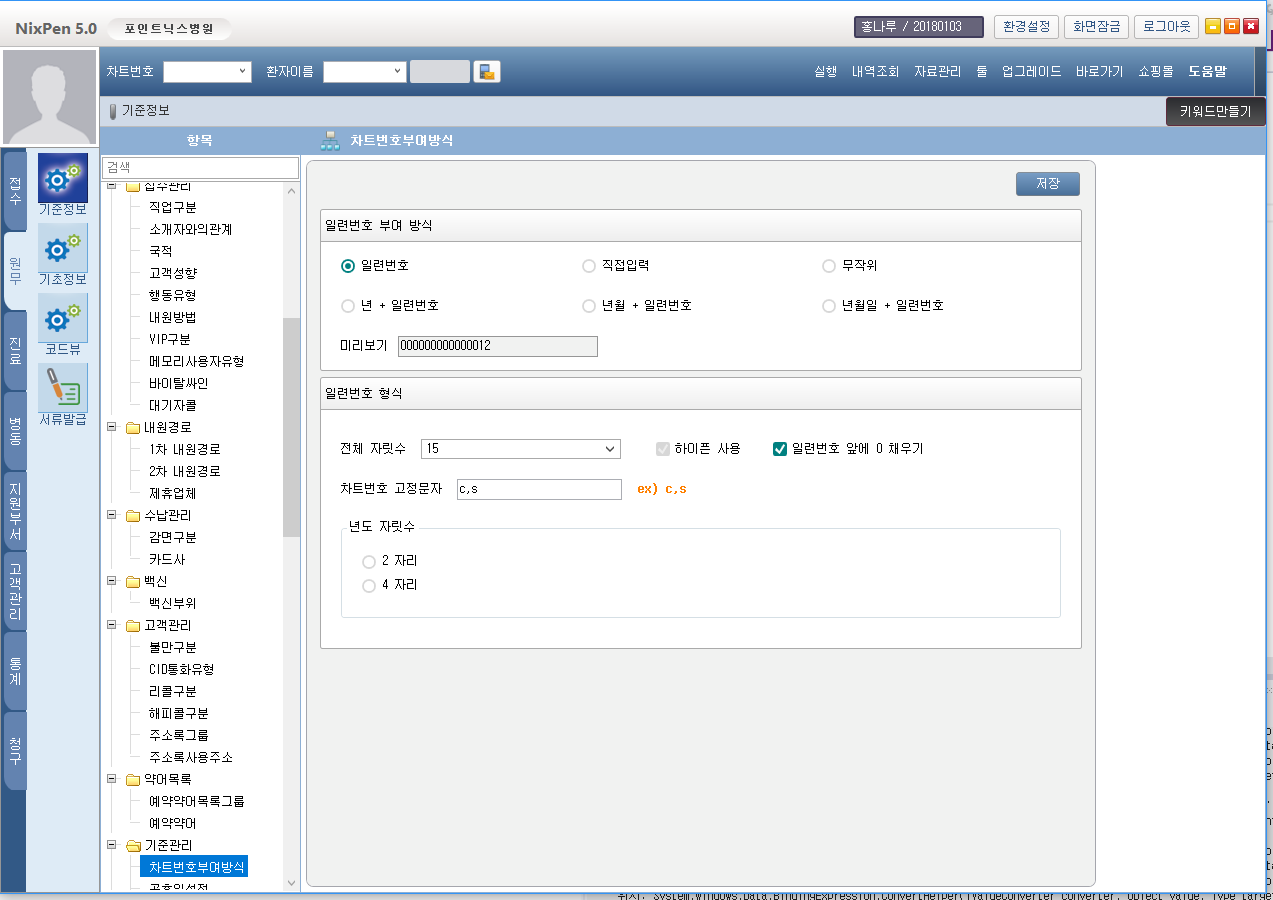 NixPen 5.0 포인트닉스병원 홍나루 / 20180103 환경설정 화면잠금 로그아웃
차트번호 환자이름 실행 내역조회 자료관리 툴 업그레이드 바로가기 쇼핑몰 도움말
기준정보 키워드만들기
항목 차트번호부여방식
접수
원무
진료
병동
지원부서
고객관리
통계
청구
기준정보
기초정보
코드뷰
서류발급
검색
접수관리
직업구분
소개자와의관계
국적
고객성향
행동유형
내원방법
VIP구분
메모리사용자유형
바이탈싸인
대기자콜
내원경로
1차 내원경로
2차 내원경로
제휴업체
수납관리
감면구분
카드사
백신
백신부위
고객관리
불만구분
CID통화유형
리콜구분
해피콜구분
주소록그룹
주소록사용주소
약어목록
예약약어목록그룹
예약약어
기준관리
차트번호부여방식
공휴일설정
저장
일련번호 부여 방식
일련번호 직접입력 무작위
년 + 일련번호 년월 + 일련번호 년월일 + 일련번호
미리보기 000000000000012
일련번호 형식
전체 자릿수 15 하이픈 사용 일련번호 앞에 0 채우기
차트번호 고정문자 c,s ex) c,s
년도 자릿수
2 자리
4 자리
위치: System.Windows.Data.BindingExpression.ConvertHelper(IValueConverter converter, Object value, Type target